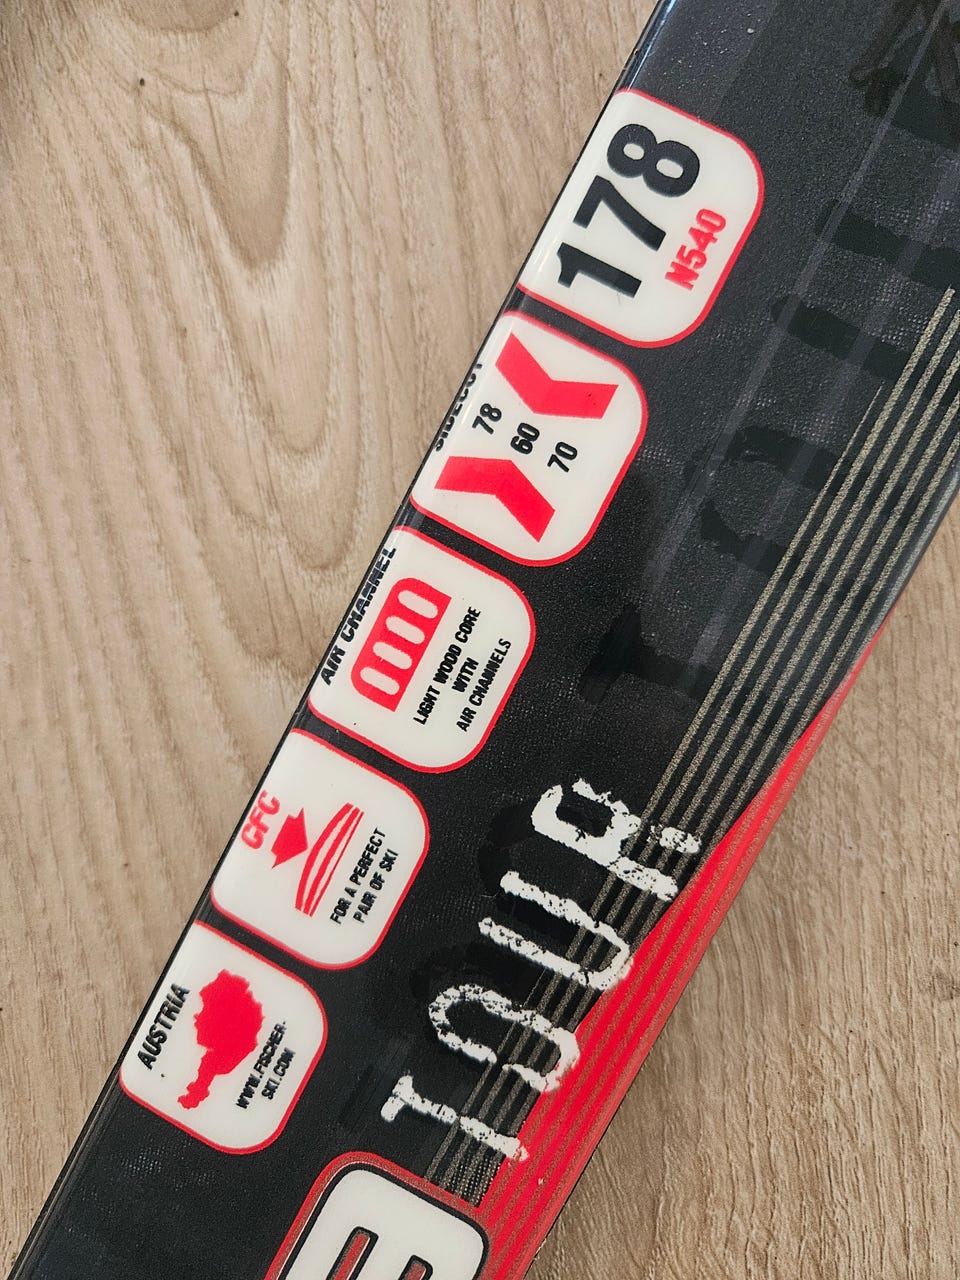 178
N540
SIDECUT
78
60
70
AIR CHANNEL
LIGHT WOOD CORE
WITH
AIR CHANNELS
CFC
FOR A PERFECT
PAIR OF SKI
AUSTRIA
WWW.FISCHER-
SKI.COM
TOUR